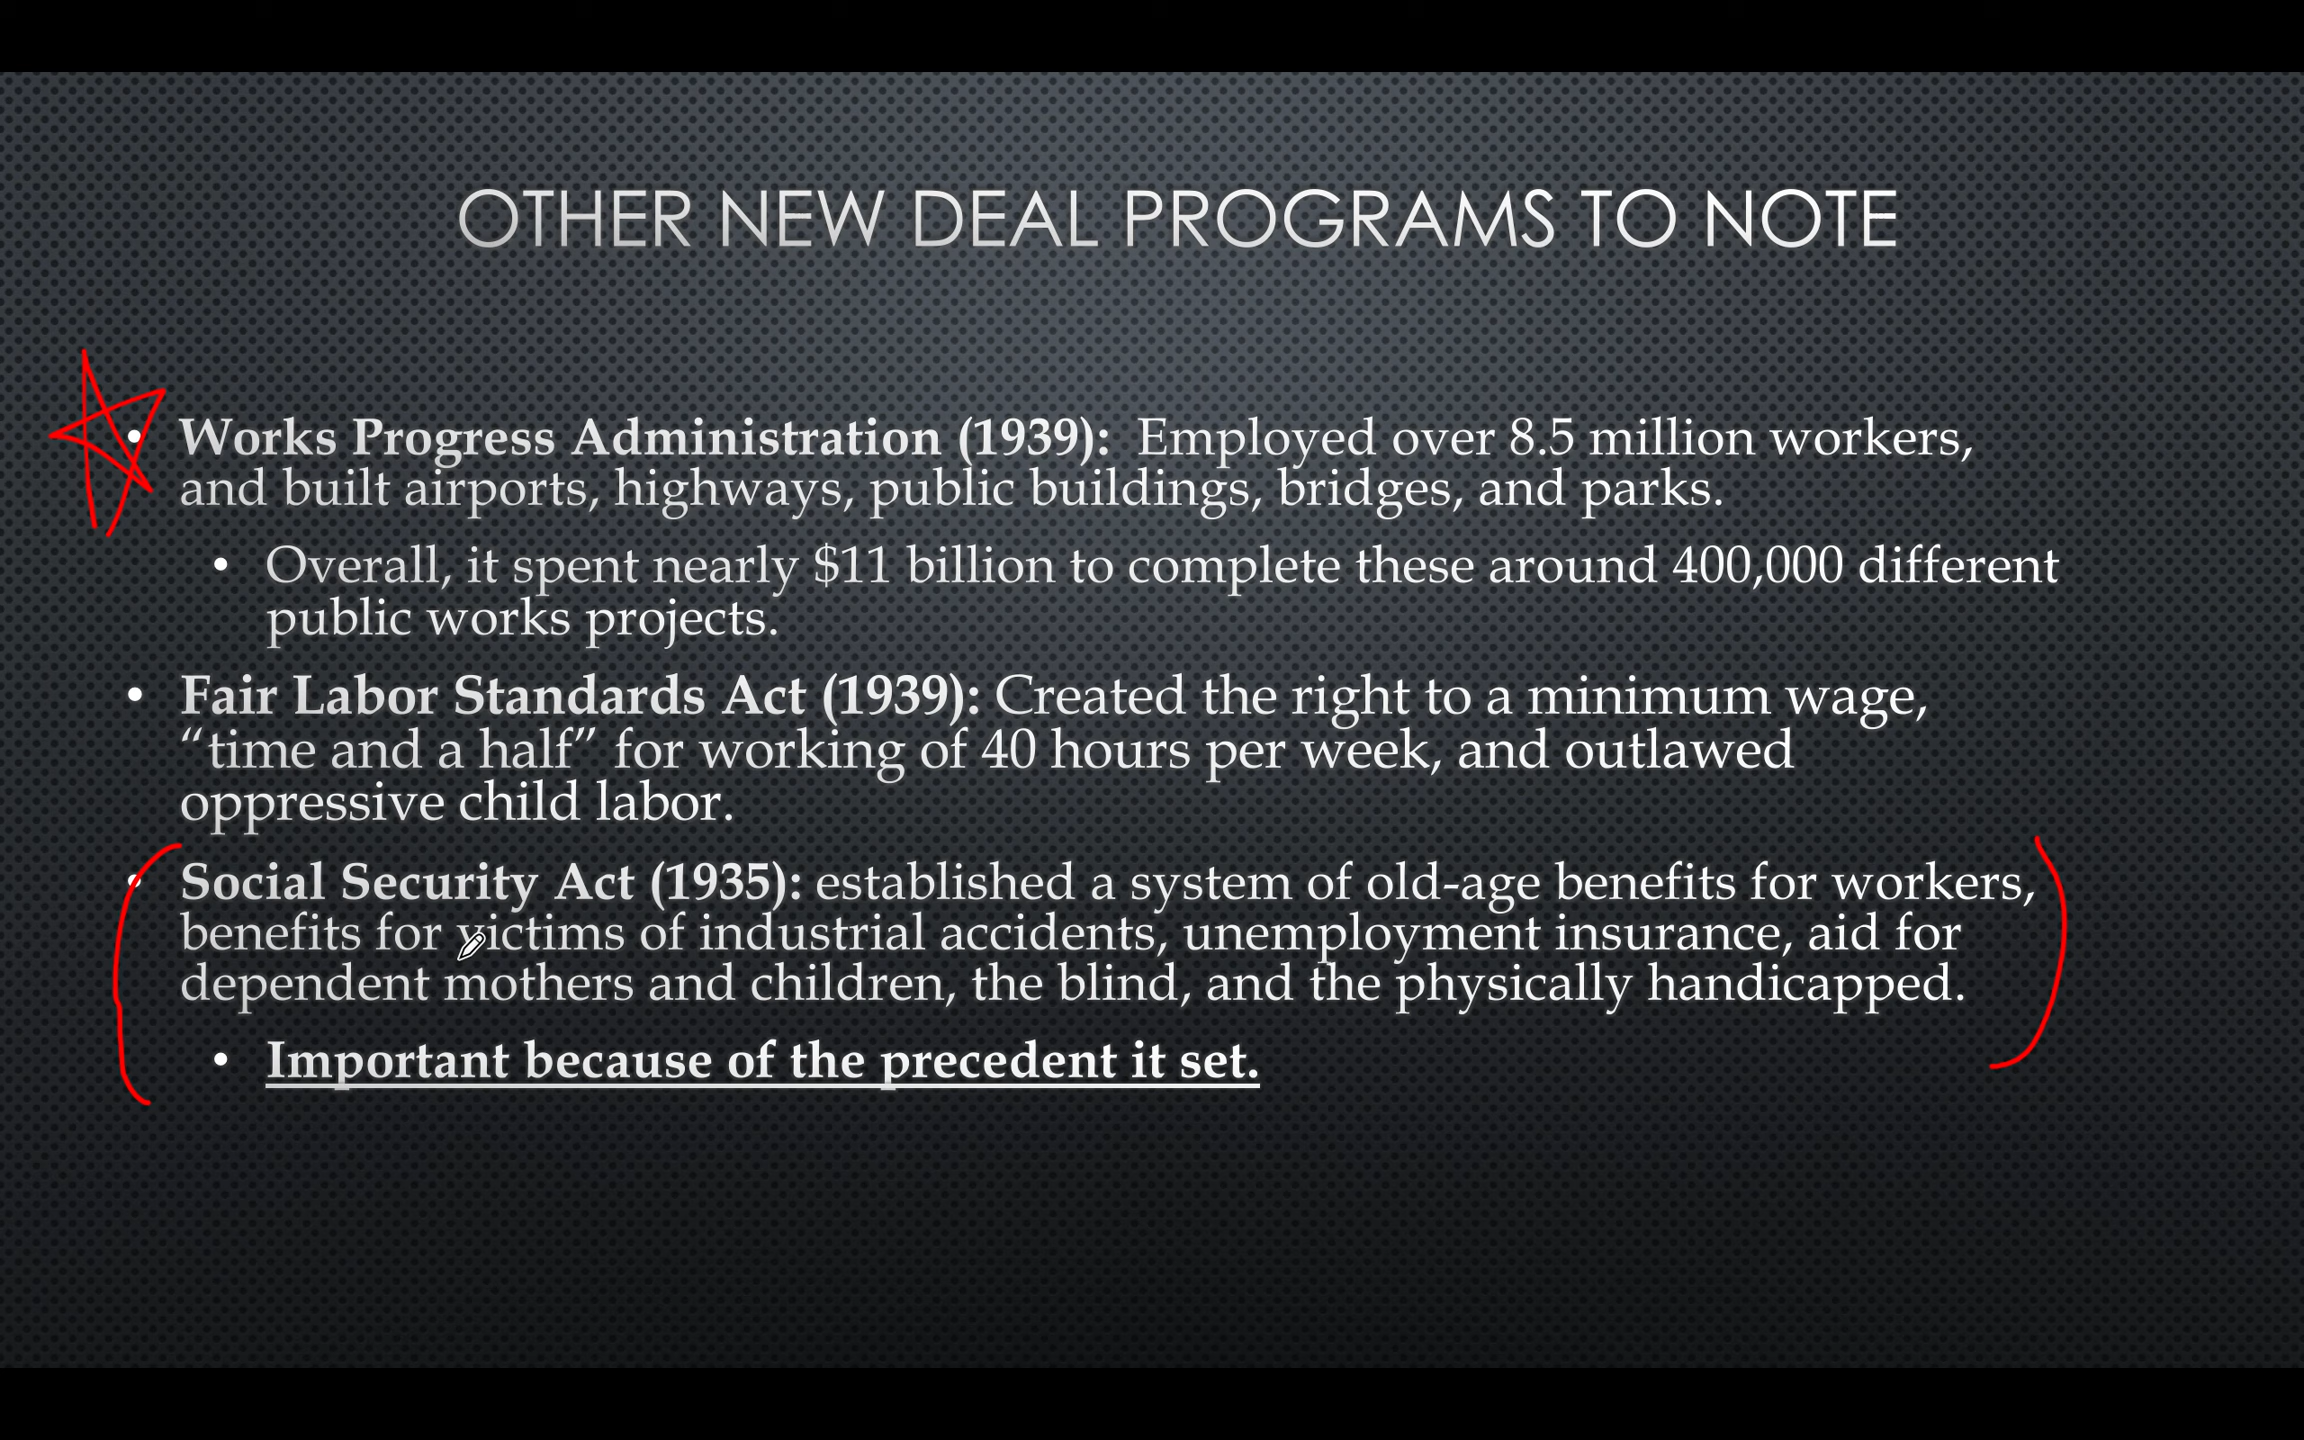 OTHER NEW DEAL PROGRAMS TO NOTE
• Works Progress Administration (1939): Employed over 8.5 million workers,
and built airports, highways, public buildings, bridges, and parks.
• Overall, it spent nearly $11 billion to complete these around 400,000 different
public works projects.
• Fair Labor Standards Act (1939): Created the right to a minimum wage,
“time and a half” for working of 40 hours per week, and outlawed
oppressive child labor.
• Social Security Act (1935): established a system of old-age benefits for workers,
benefits for victims of industrial accidents, unemployment insurance, aid for
dependent mothers and children, the blind, and the physically handicapped.
• Important because of the precedent it set.